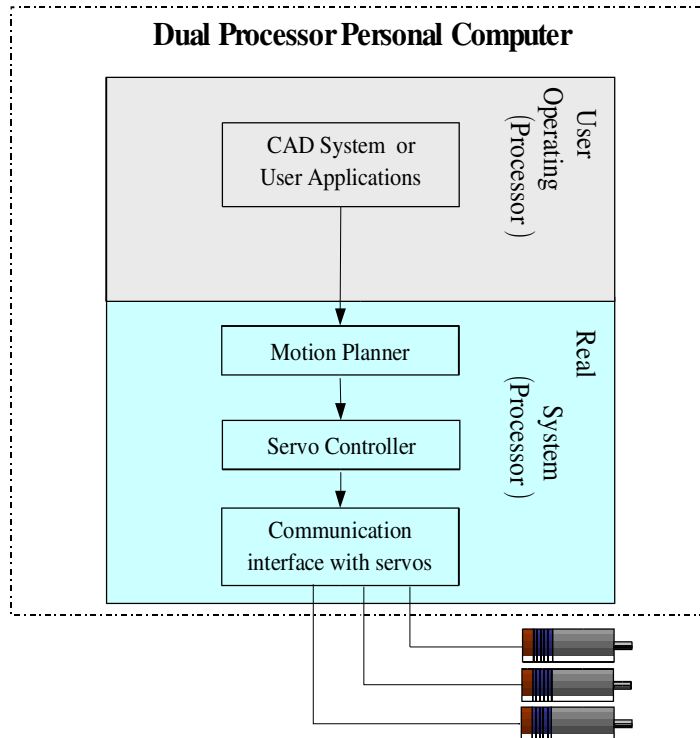 Dual Processor Personal Computer
User
Operating
(Processor)
CAD System or
User Applications
Real
System
(Processor)
Motion Planner
Servo Controller
Communication
interface with servos